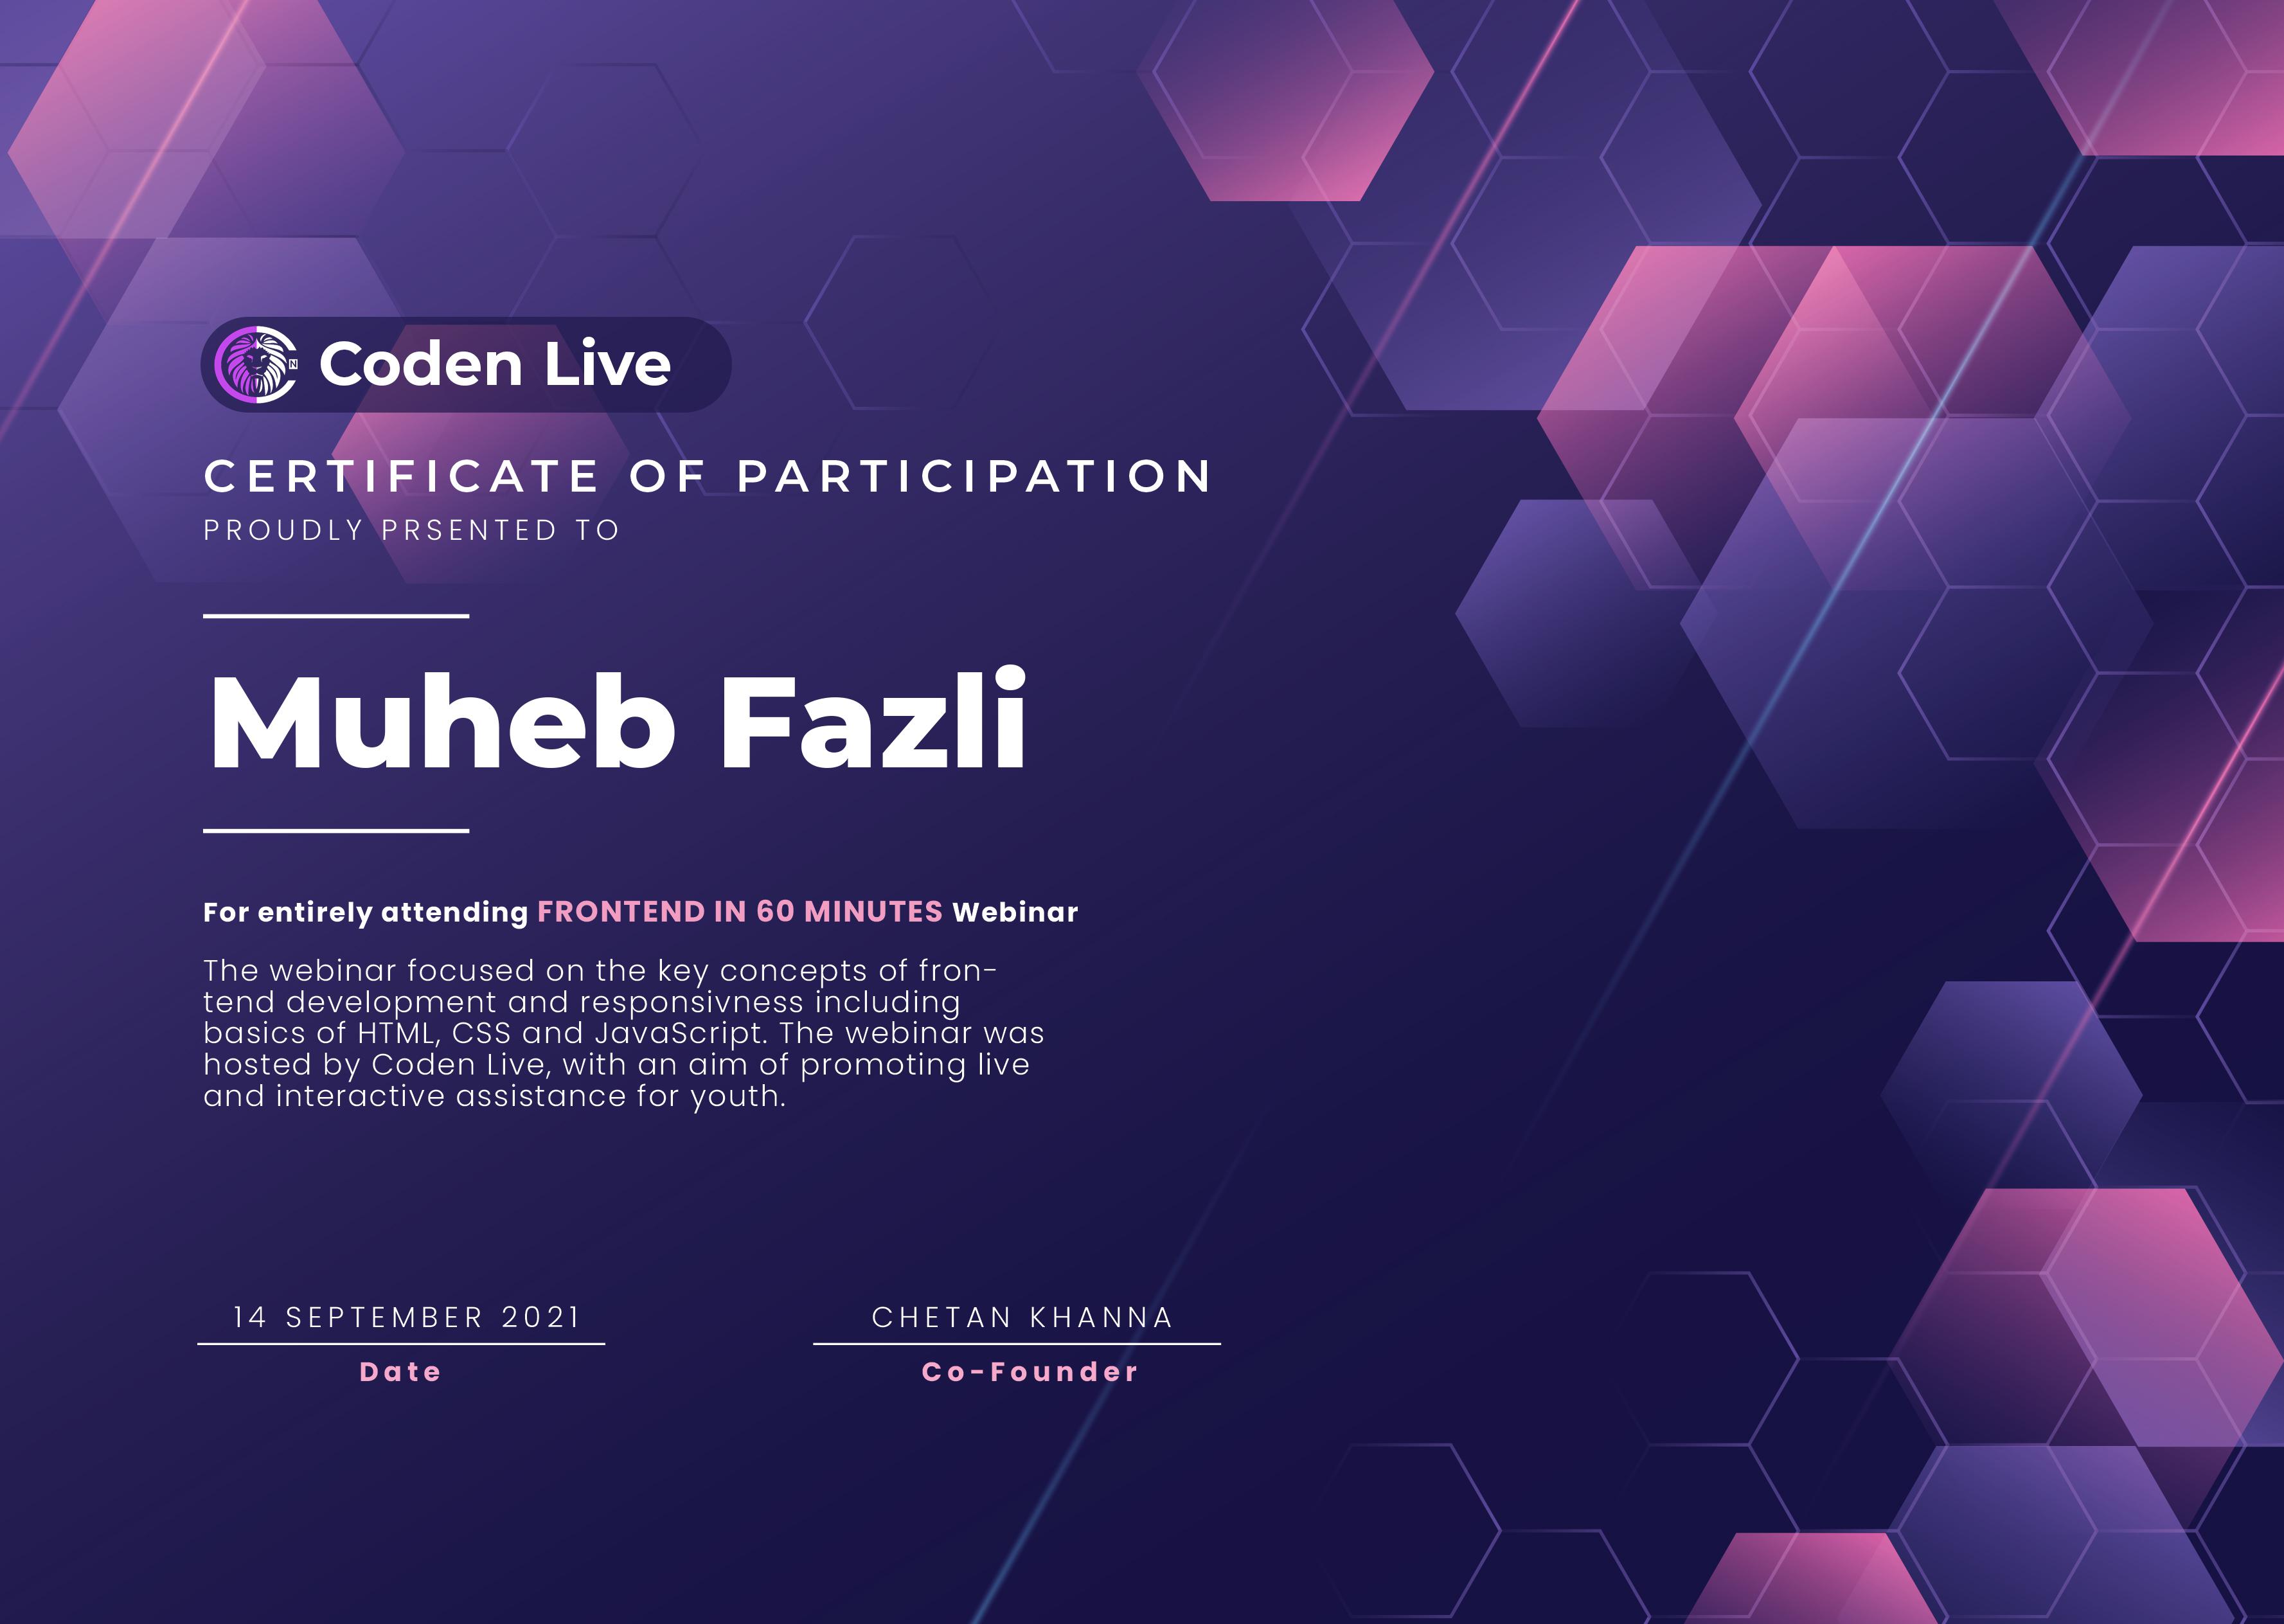 Coden Live
CERTIFICATE OF PARTICIPATION
PROUDLY PRSENTED TO
Muheb Fazli
For entirely attending FRONTEND IN 60 MINUTES Webinar
The webinar focused on the key concepts of fron-
tend development and responsivness including
basics of HTML, CSS and JavaScript. The webinar was
hosted by Coden Live, with an aim of promoting live
and interactive assistance for youth.
14 SEPTEMBER 2021
Date
CHETAN KHANNA
Co-Founder